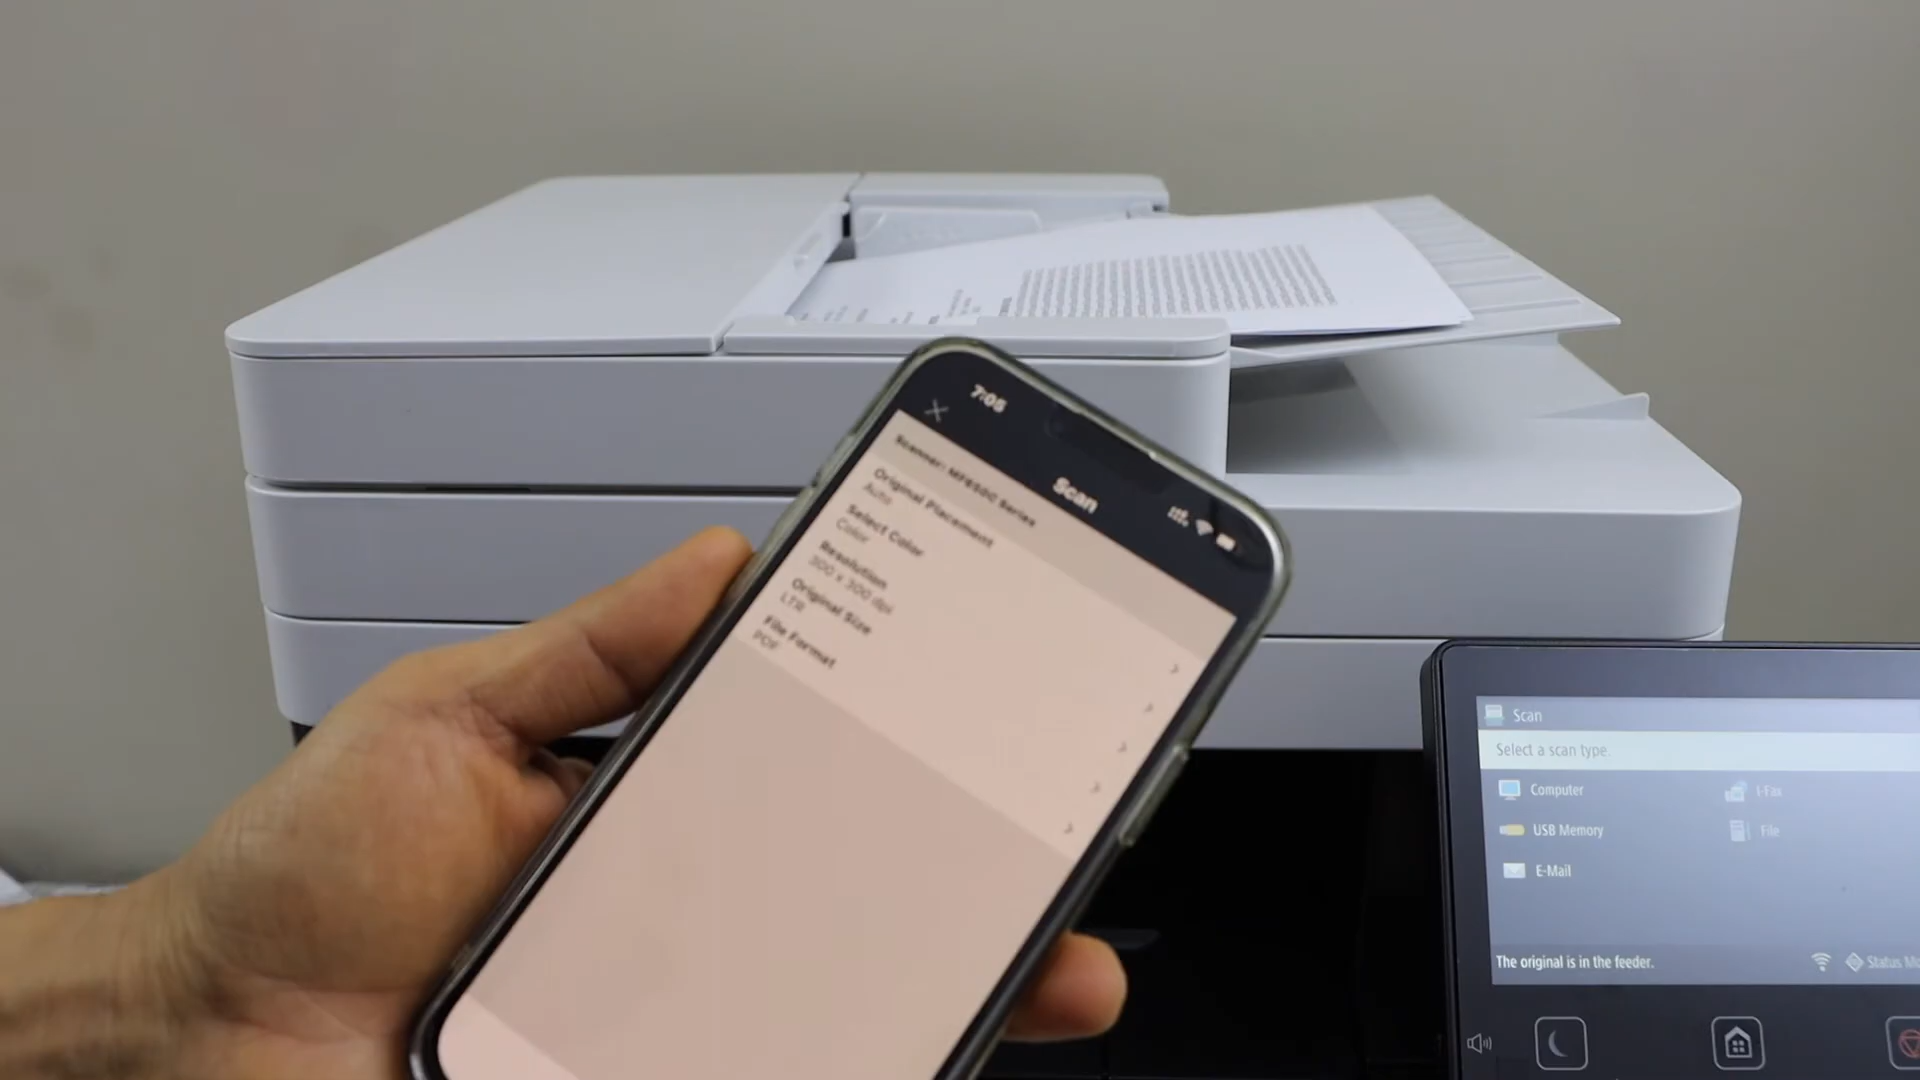 7:05
Scan
Scanner: MF650C Series
Original Placement
Auto
Select Color
Color
Resolution
300 x 300 dpi
Original Size
LTR
File Format
PDF
Scan
Select a scan type.
Computer
I-Fax
USB Memory
File
E-Mail
The original is in the feeder.
Status Mo